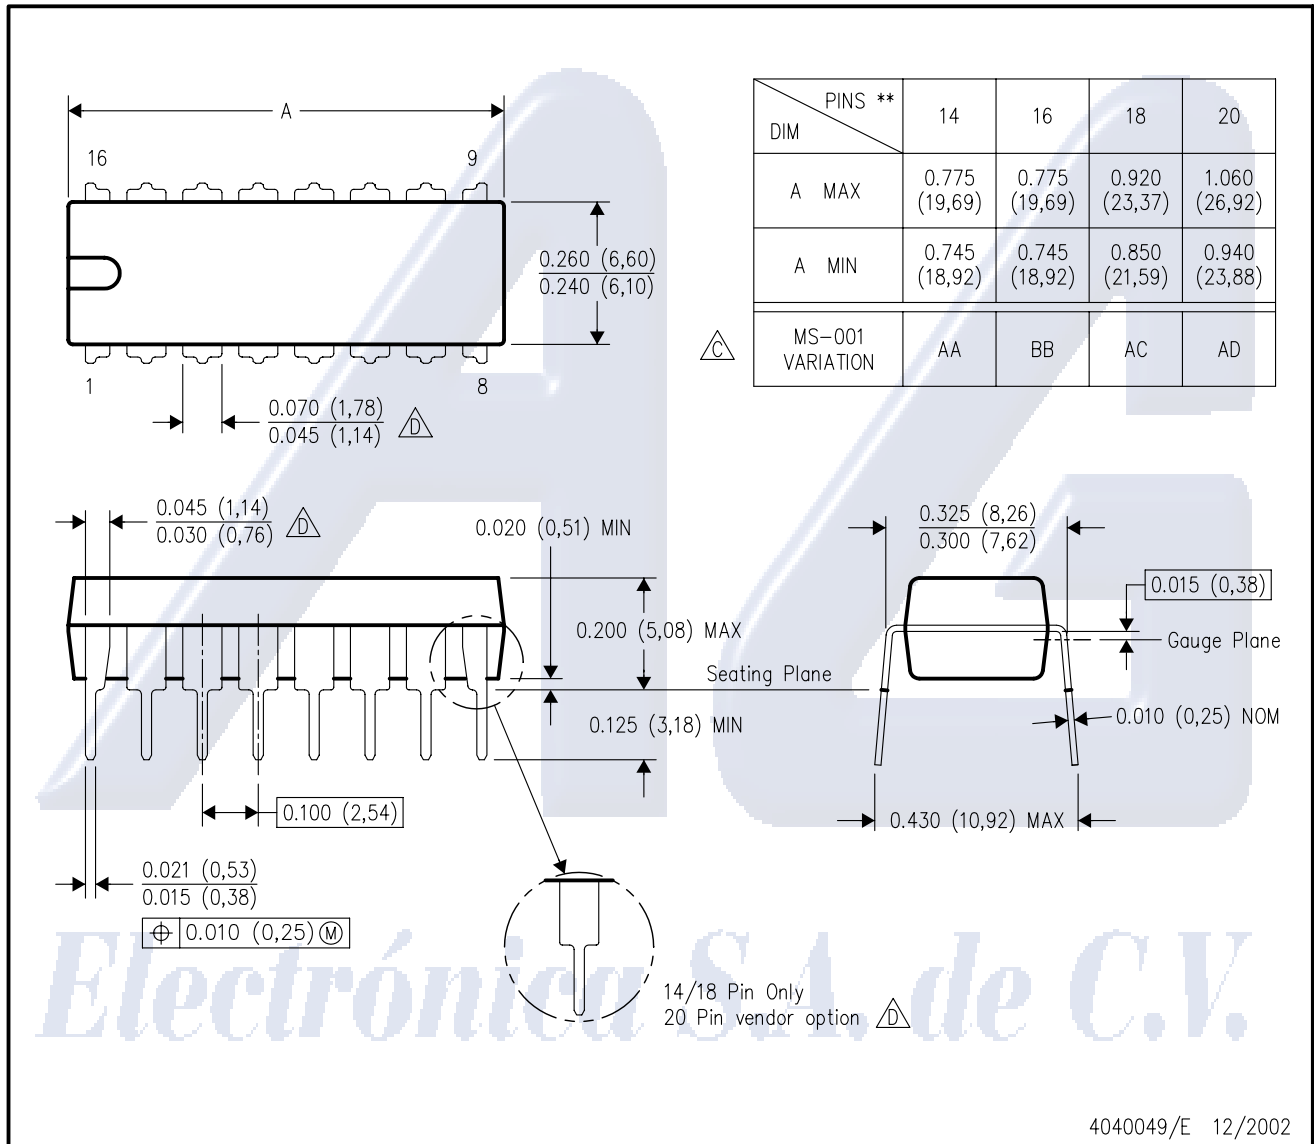 A
16
9
0.260 (6,60)
0.240 (6,10)
1
8
0.070 (1,78)
0.045 (1,14)
D
PINS **
DIM
14
16
18
20
A MAX
0.775
(19,69)
0.775
(19,69)
0.920
(23,37)
1.060
(26,92)
A MIN
0.745
(18,92)
0.745
(18,92)
0.850
(21,59)
0.940
(23,88)
C
MS-001
VARIATION
AA
BB
AC
AD
0.045 (1,14)
0.030 (0,76)
D
0.020 (0,51) MIN
0.200 (5,08) MAX
Seating Plane
0.125 (3,18) MIN
0.100 (2,54)
0.021 (0,53)
0.015 (0,38)
⌖ 0.010 (0,25) Ⓜ
0.325 (8,26)
0.300 (7,62)
0.015 (0,38)
Gauge Plane
0.010 (0,25) NOM
0.430 (10,92) MAX
14/18 Pin Only
20 Pin vendor option D
AG
Electrónica S.A. de C.V.
4040049/E 12/2002